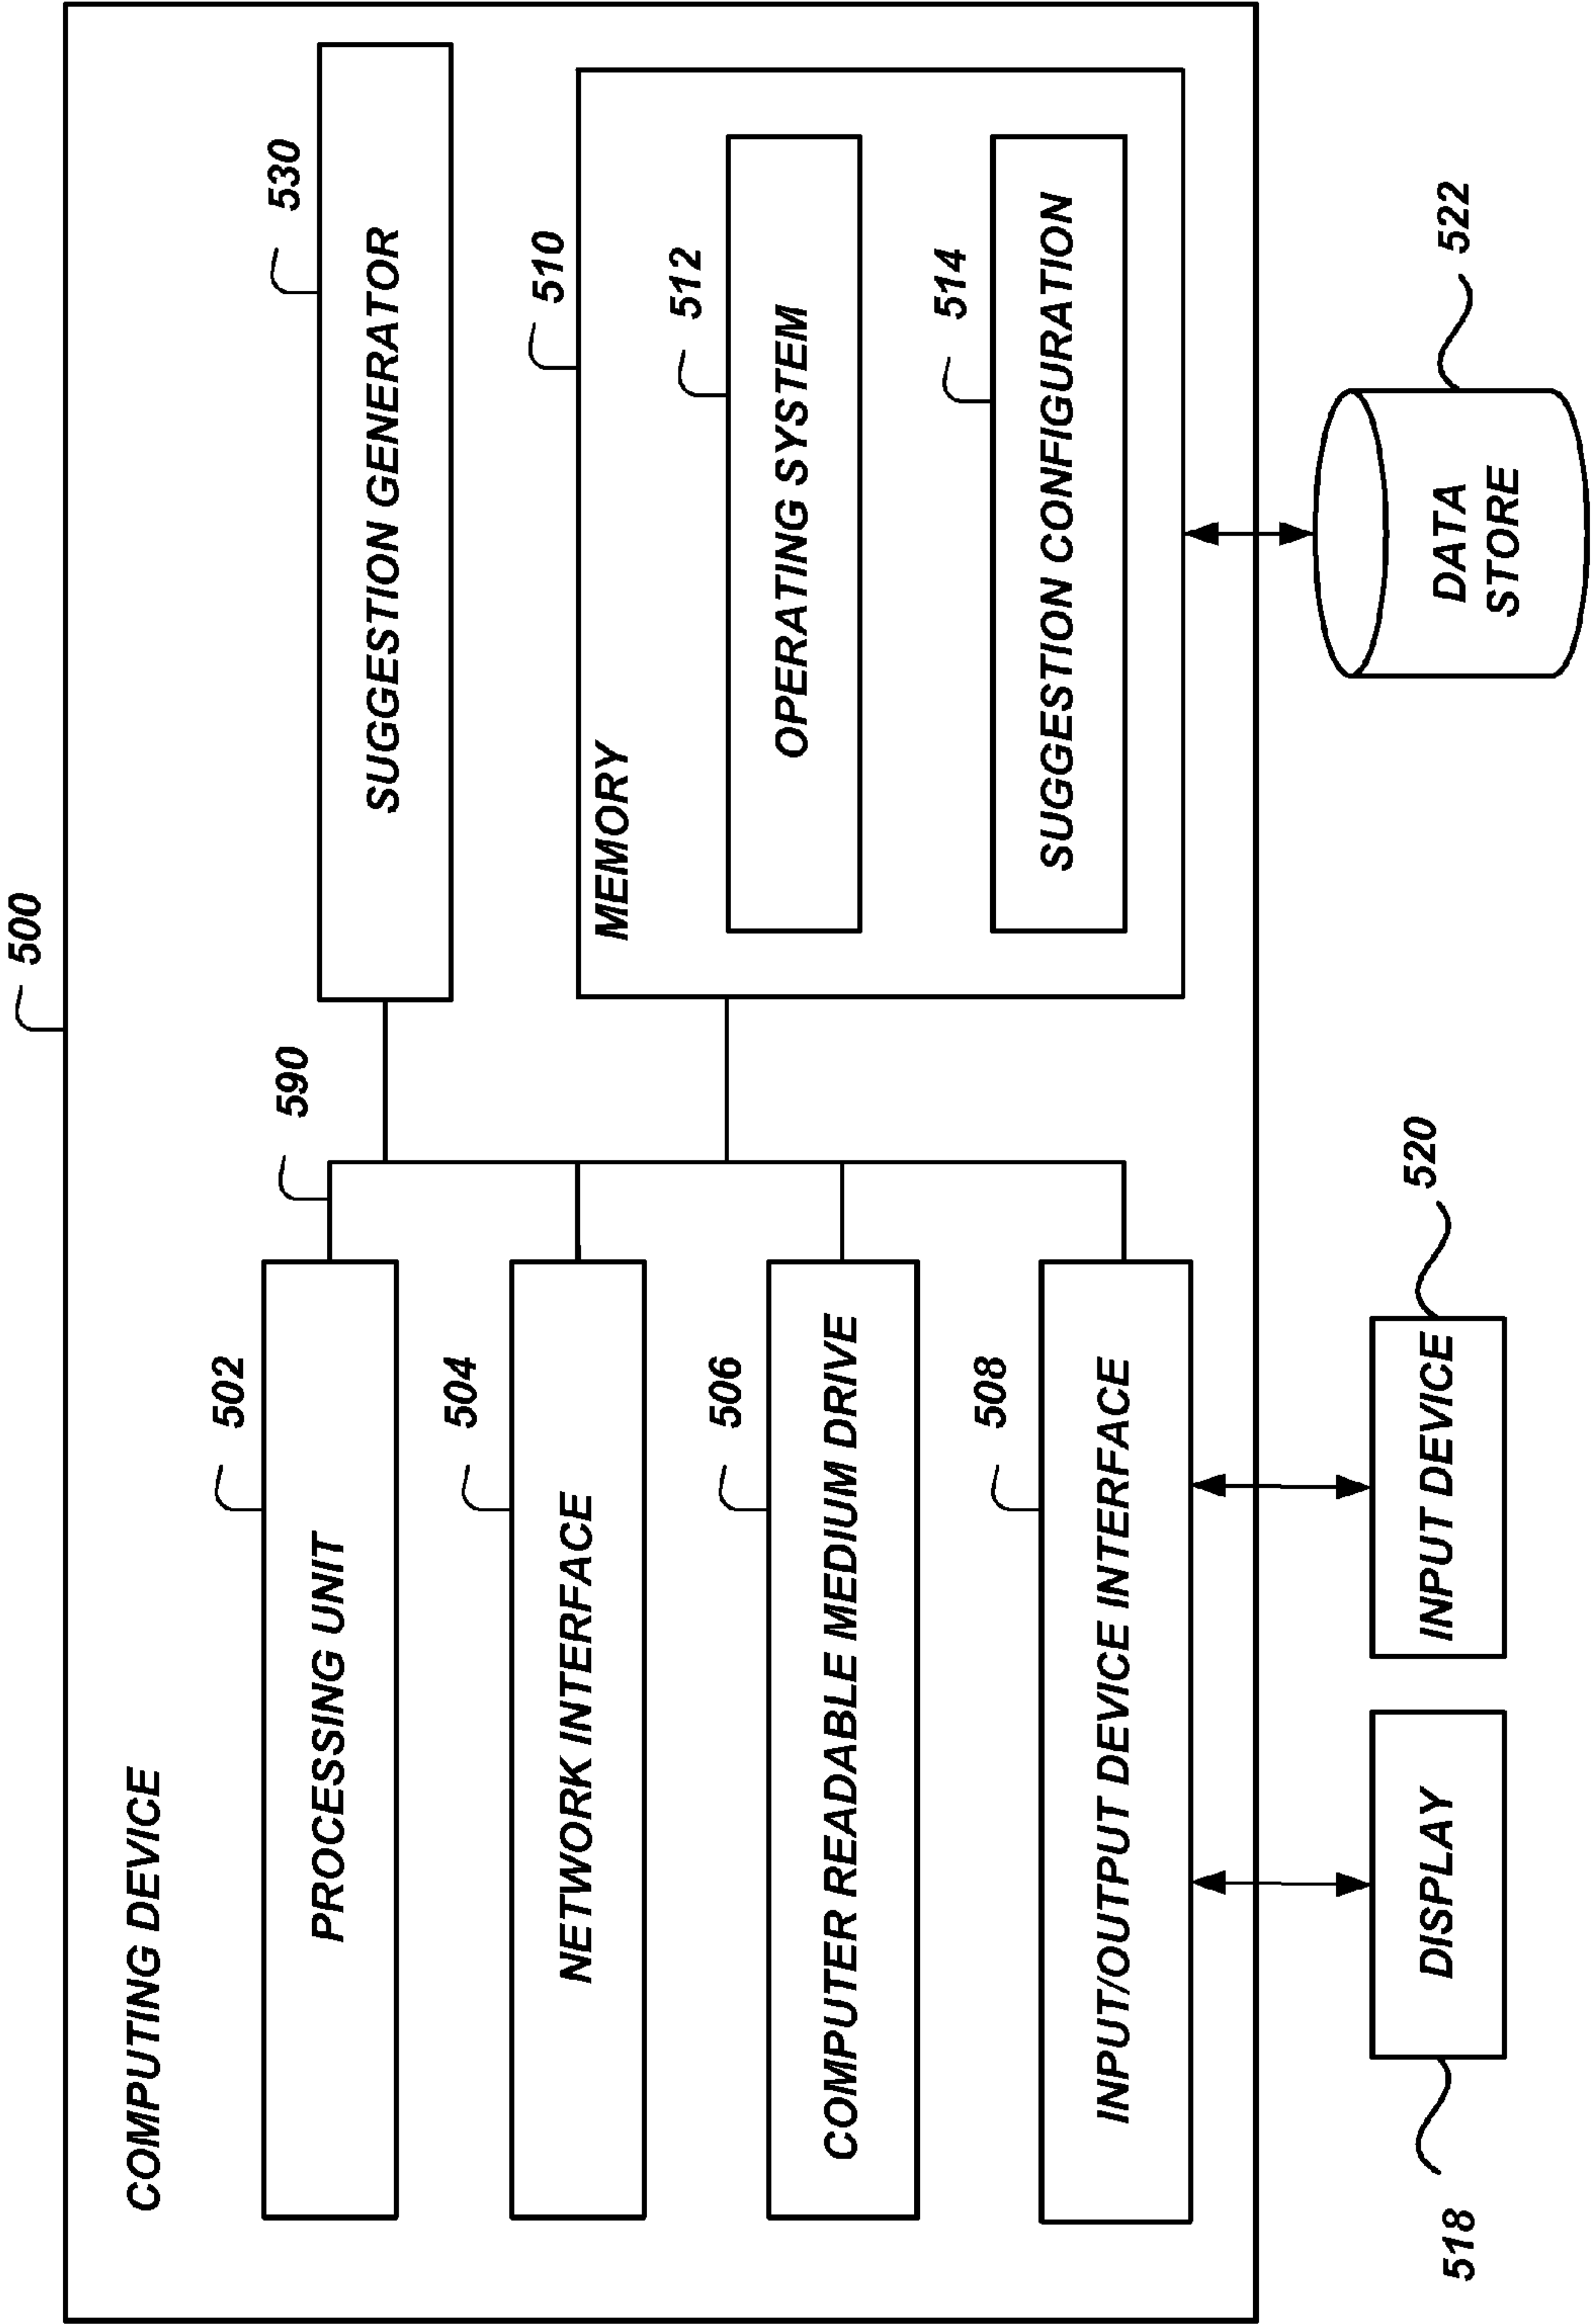 500
COMPUTING DEVICE
502
PROCESSING UNIT
504
NETWORK INTERFACE
506
COMPUTER READABLE MEDIUM DRIVE
508
INPUT/OUTPUT DEVICE INTERFACE
590
530
SUGGESTION GENERATOR
510
MEMORY
512
OPERATING SYSTEM
514
SUGGESTION CONFIGURATION
518
DISPLAY
520
INPUT DEVICE
522
DATA
STORE